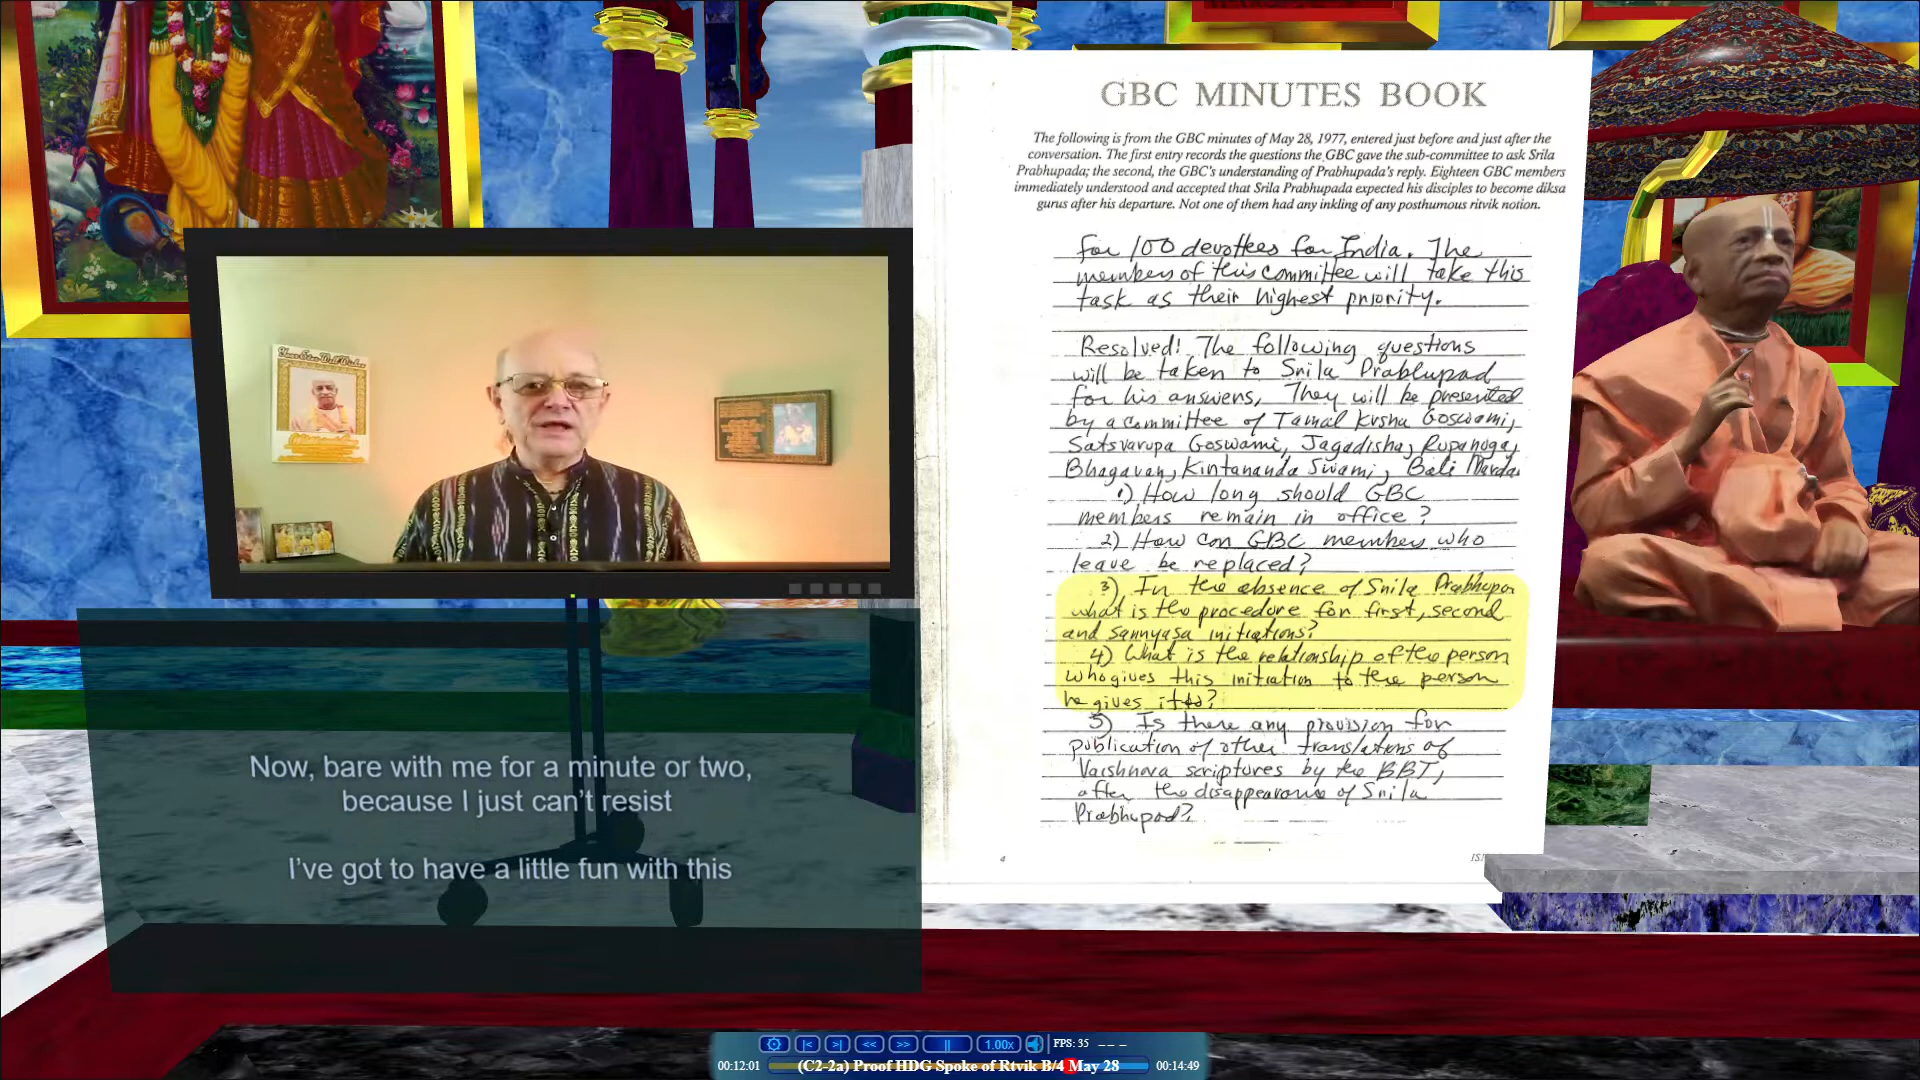 GBC MINUTES BOOK
The following is from the GBC minutes of May 28, 1977, entered just before and just after the
conversation. The first entry records the questions the GBC gave the sub-committee to ask Srila
Prabhupada; the second, the GBC's understanding of Prabhupada's reply. Eighteen GBC members
immediately understood and accepted that Srila Prabhupada expected his disciples to become diksa
gurus after his departure. Not one of them had any inkling of any posthumous ritvik notion.
for 100 devottees for India. The
members of this committee will take this
task as their highest priority.
Resolved! The following questions
will be taken to Srila Prabhupad
for his answers, They will be presented
by a committee of Tamal Krsna Goswami,
Satsvarupa Goswami, Jagadisha, Rupanoga,
Bhagavan, Kirtananda Swami, Bali Marda
1) How long should GBC
members remain in office?
2) How can GBC members who
leave be replaced?
3), In the absence of Srila Prabhupa
what is the procedure for first, second
and sannyasa initiations?
4) What is the relationship of the person
who gives this initiation to the person
he gives it to?
5) Is there any provision for
publication of other translations of
Vaishnava scriptures by the BBT,
after the disappearance of Srila
Prabhupad?
4
Now, bare with me for a minute or two,
because I just can't resist
I've got to have a little fun with this
|< >| << >> || 1.00x FPS: 35 - - -
00:12:01 (C2-2a) Proof HDG Spoke of Rtvik B/4 May 28 00:14:49